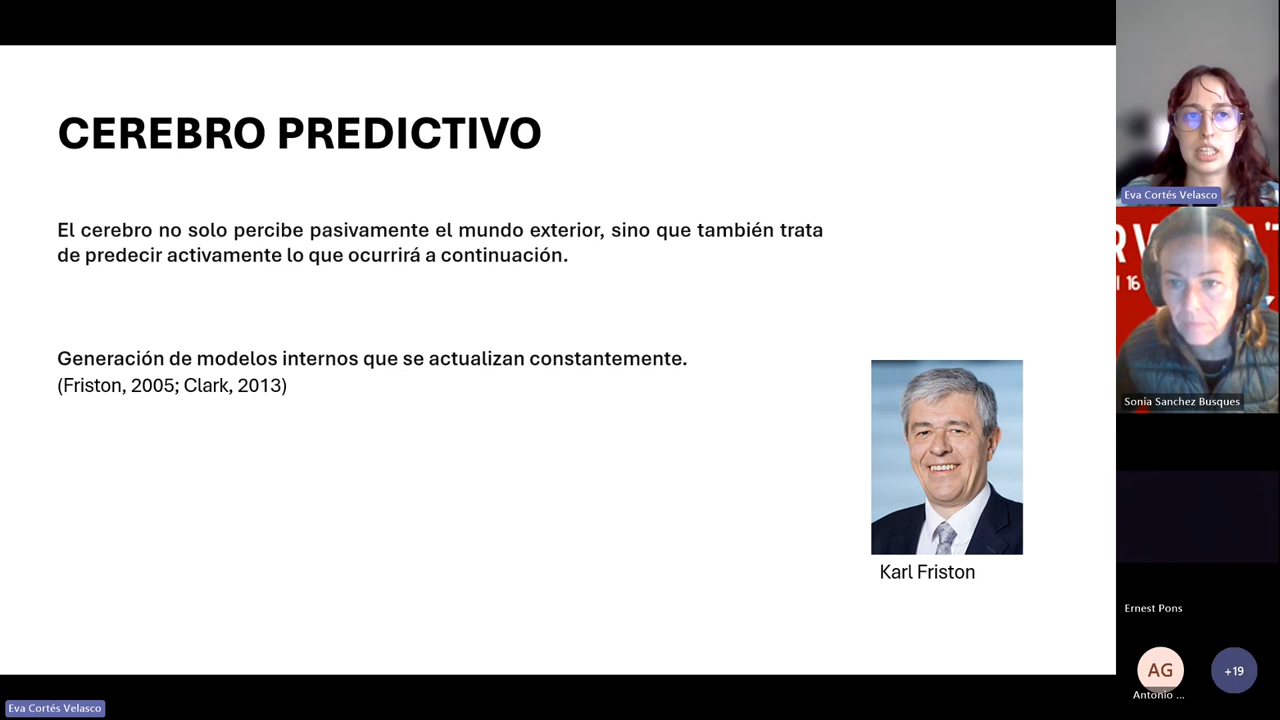 CEREBRO PREDICTIVO
El cerebro no solo percibe pasivamente el mundo exterior, sino que también trata
de predecir activamente lo que ocurrirá a continuación.
Generación de modelos internos que se actualizan constantemente.
(Friston, 2005; Clark, 2013)
Karl Friston
Eva Cortés Velasco
16
Sonia Sanchez Busques
Ernest Pons
AG
Antonio ...
+19
Eva Cortés Velasco